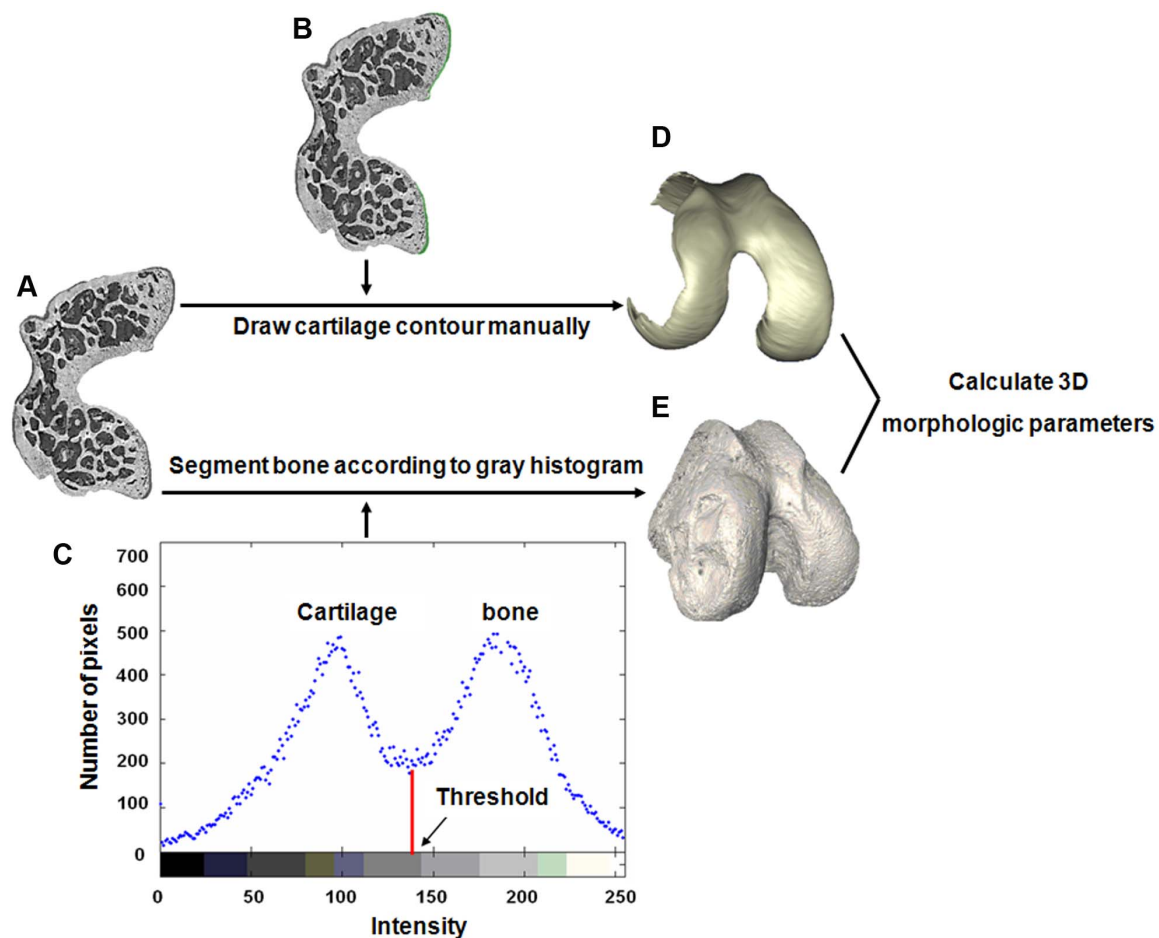 B
D
A
Draw cartilage contour manually
Calculate 3D
morphologic parameters
E
Segment bone according to gray histogram
C
700
600
500
400
300
200
100
0
Number of pixels
Cartilage
bone
Threshold
0
50
100
150
200
250
Intensity